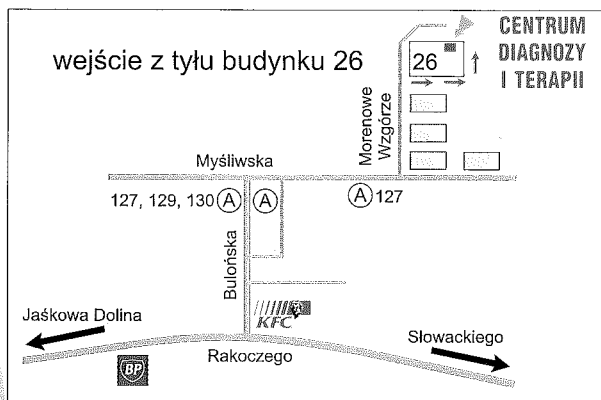 CENTRUM
DIAGNOZY
I TERAPII
wejście z tyłu budynku 26
26
Morenowe
Wzgórze
Myśliwska
127, 129, 130 A
A
A 127
Bulońska
KFC
Jaśkowa Dolina
Słowackiego
Rakoczego
BP